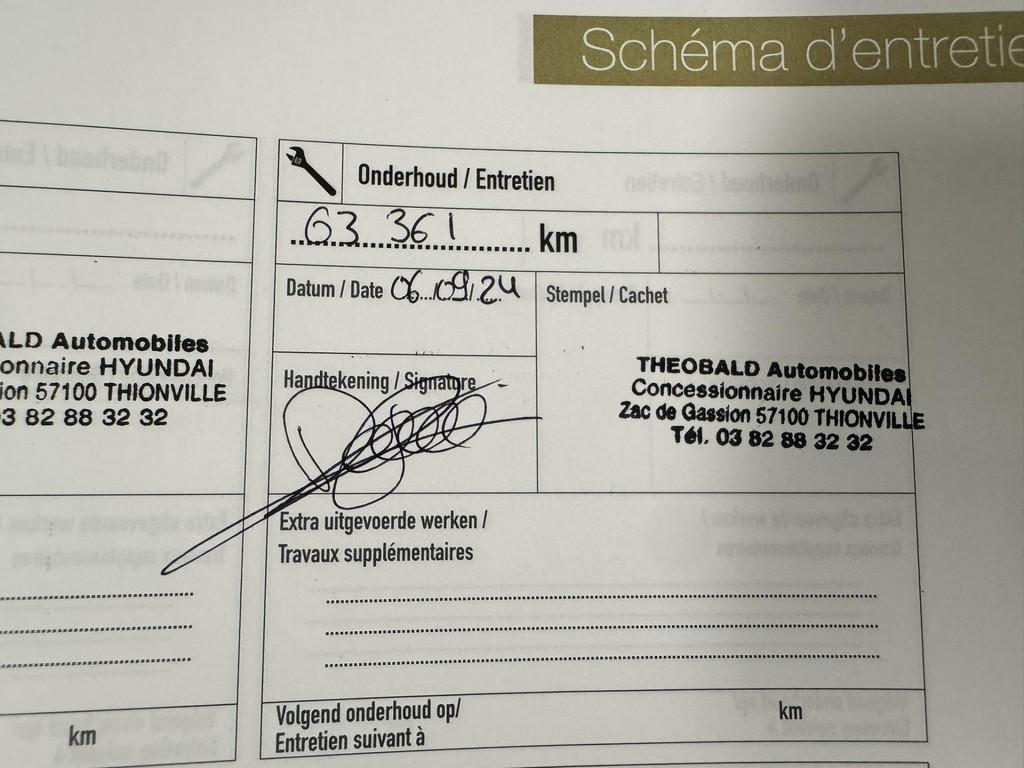 Schéma d'entretie
Onderhoud / Entretien
63 361 km
Datum / Date 06/09/24
Stempel / Cachet
Handtekening / Signature
THEOBALD Automobiles
Concessionnaire HYUNDAI
Zac de Gassion 57100 THIONVILLE
Tél. 03 82 88 32 32
Extra uitgevoerde werken /
Travaux supplémentaires
Volgend onderhoud op/
Entretien suivant à
km
ALD Automobiles
onnaire HYUNDAI
ion 57100 THIONVILLE
03 82 88 32 32
km